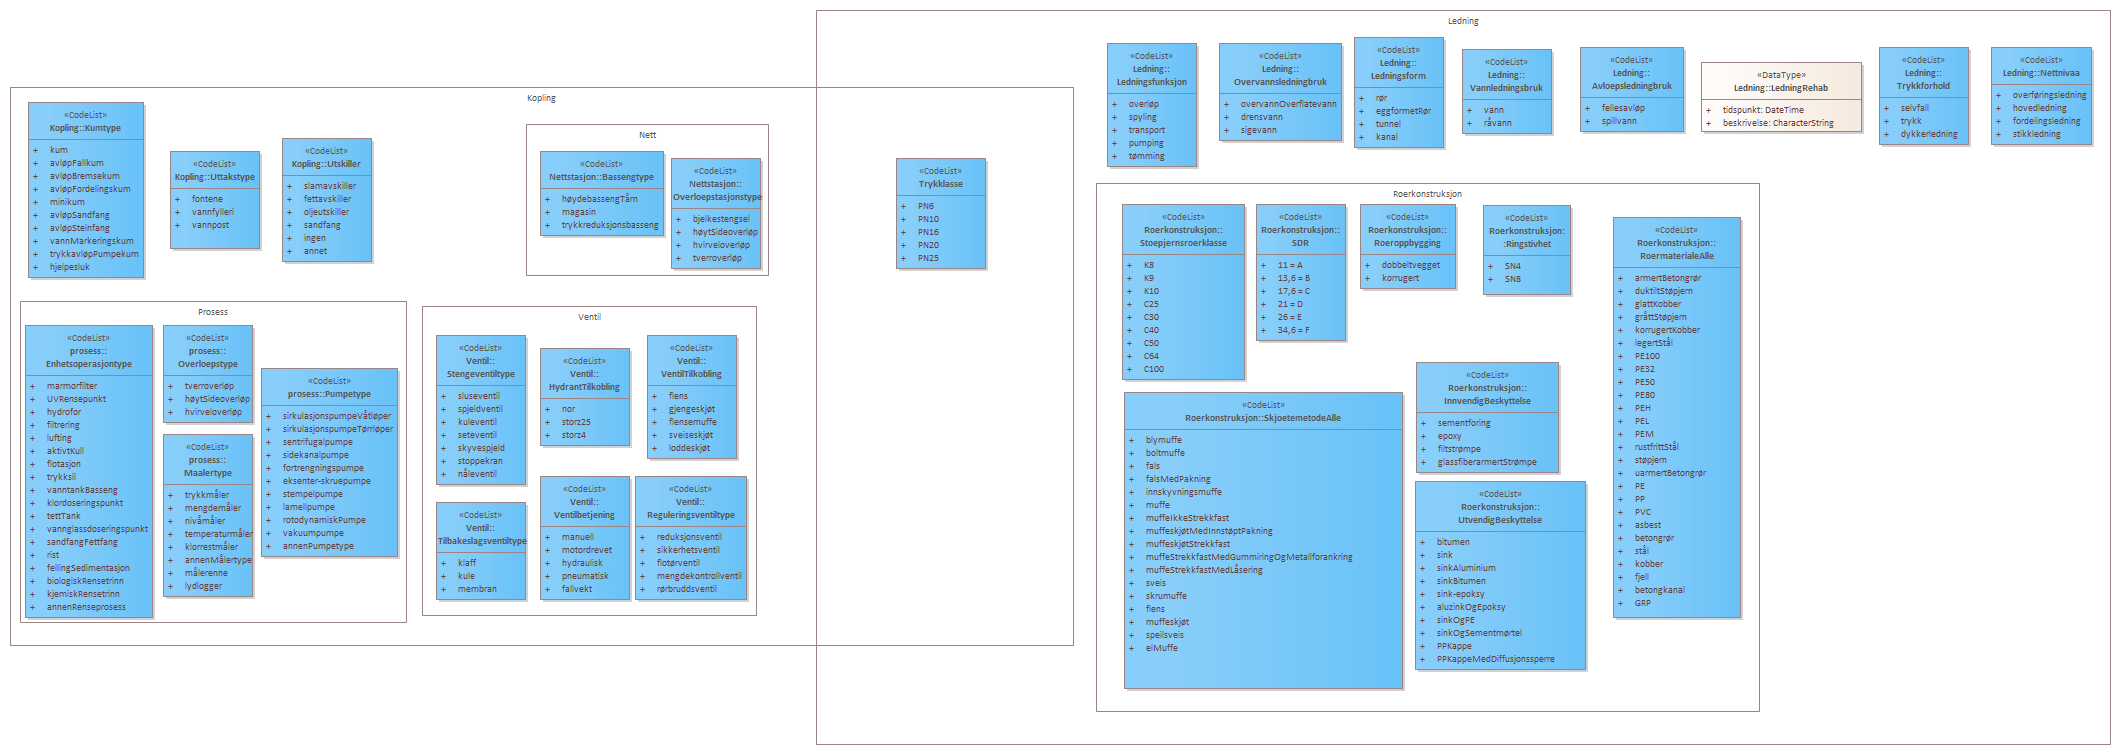 Kopling
«CodeList»
Kopling::Kumtype
+ kum
+ avløpFallkum
+ avløpBremsekum
+ avløpFordelingskum
+ minikum
+ avløpSandfang
+ avløpSteinfang
+ vannMarkeringskum
+ trykkavløpPumpekum
+ hjelpesluk
«CodeList»
Kopling::Uttakstype
+ fontene
+ vannfylleri
+ vannpost
«CodeList»
Kopling::Utskiller
+ slamavskiller
+ fettavskiller
+ oljeutskiller
+ sandfang
+ ingen
+ annet
Nett
«CodeList»
Nettstasjon::Bassengtype
+ høydebassengTårn
+ magasin
+ trykkreduksjonsbasseng
«CodeList»
Nettstasjon::
Overloepstasjonstype
+ bjelkestengsel
+ høytSideoverløp
+ hvirveloverløp
+ tverroverløp
«CodeList»
Trykklasse
+ PN6
+ PN10
+ PN16
+ PN20
+ PN25
Prosess
«CodeList»
prosess::
Enhetsoperasjontype
+ marmorfilter
+ UVRensepunkt
+ hydrofor
+ filtrering
+ lufting
+ aktivtKull
+ flotasjon
+ trykksil
+ vanntankBasseng
+ klordoseringspunkt
+ tettTank
+ vannglassdoseringspunkt
+ sandfangFettfang
+ rist
+ fellingSedimentasjon
+ biologiskRensetrinn
+ kjemiskRensetrinn
+ annenRenseprosess
«CodeList»
prosess::
Overloepstype
+ tverroverløp
+ høytSideoverløp
+ hvirveloverløp
«CodeList»
prosess::
Maalertype
+ trykkmåler
+ mengdemåler
+ nivåmåler
+ temperaturmåler
+ klorrestmåler
+ annenMålertype
+ målerenne
+ lydlogger
«CodeList»
prosess::Pumpetype
+ sirkulasjonspumpeVåtløper
+ sirkulasjonspumpeTørrløper
+ sentrifugalpumpe
+ sidekanalpumpe
+ fortrengningspumpe
+ eksenter-skruepumpe
+ stempelpumpe
+ lamellpumpe
+ rotodynamiskPumpe
+ vakuumpumpe
+ annenPumpetype
Ventil
«CodeList»
Ventil::
Stengeventiltype
+ sluseventil
+ spjeldventil
+ kuleventil
+ seteventil
+ skyvespjeld
+ stoppekran
+ nåleventil
«CodeList»
Ventil::
HydrantTilkobling
+ nor
+ storz25
+ storz4
«CodeList»
Ventil::
VentilTilkobling
+ flens
+ gjengeskjøt
+ flensemuffe
+ sveiseskjøt
+ loddeskjøt
«CodeList»
Ventil::
Tilbakeslagsventiltype
+ klaff
+ kule
+ membran
«CodeList»
Ventil::
Ventilbetjening
+ manuell
+ motordrevet
+ hydraulisk
+ pneumatisk
+ fallvekt
«CodeList»
Ventil::
Reguleringsventiltype
+ reduksjonsventil
+ sikkerhetsventil
+ flotørventil
+ mengdekontrollventil
+ rørbruddsventil
Ledning
«CodeList»
Ledning::
Ledningsfunksjon
+ overløp
+ spyling
+ transport
+ pumping
+ tømming
«CodeList»
Ledning::
Overvannsledningbruk
+ overvannOverflatevann
+ drensvann
+ sigevann
«CodeList»
Ledning::
Ledningsform
+ rør
+ eggformetRør
+ tunnel
+ kanal
«CodeList»
Ledning::
Vannledningsbruk
+ vann
+ råvann
«CodeList»
Ledning::
Avloepsledningbruk
+ fellesavløp
+ spillvann
«DataType»
Ledning::LedningRehab
+ tidspunkt: DateTime
+ beskrivelse: CharacterString
«CodeList»
Ledning::
Trykkforhold
+ selvfall
+ trykk
+ dykkerledning
«CodeList»
Ledning::Nettnivaa
+ overføringsledning
+ hovedledning
+ fordelingsledning
+ stikkledning
Roerkonstruksjon
«CodeList»
Roerkonstruksjon::
Stoepjernsroerklasse
+ K8
+ K9
+ K10
+ C25
+ C30
+ C40
+ C50
+ C64
+ C100
«CodeList»
Roerkonstruksjon::
SDR
+ 11 = A
+ 13,6 = B
+ 17,6 = C
+ 21 = D
+ 26 = E
+ 34,6 = F
«CodeList»
Roerkonstruksjon::
Roeroppbygging
+ dobbeltvegget
+ korrugert
«CodeList»
Roerkonstruksjon:
:Ringstivhet
+ SN4
+ SN8
«CodeList»
Roerkonstruksjon::
RoermaterialeAlle
+ armertBetongrør
+ duktiltStøpjern
+ glattKobber
+ gråttStøpjern
+ korrugertKobber
+ legertStål
+ PE100
+ PE32
+ PE50
+ PE80
+ PEH
+ PEL
+ PEM
+ rustfrittStål
+ støpjern
+ uarmertBetongrør
+ PE
+ PP
+ PVC
+ asbest
+ betongrør
+ stål
+ kobber
+ fjell
+ betongkanal
+ GRP
«CodeList»
Roerkonstruksjon::SkjoetemetodeAlle
+ blymuffe
+ boltmuffe
+ fals
+ falsMedPakning
+ innskyvningsmuffe
+ muffe
+ muffeIkkeStrekkfast
+ muffeskjøtMedInnstøptPakning
+ muffeskjøtStrekkfast
+ muffeStrekkfastMedGummiringOgMetallforankring
+ muffeStrekkfastMedLåsering
+ sveis
+ skrumuffe
+ flens
+ muffeskjøt
+ speilsveis
+ elMuffe
«CodeList»
Roerkonstruksjon::
InnvendigBeskyttelse
+ sementforing
+ epoxy
+ filtstrømpe
+ glassfiberarmertStrømpe
«CodeList»
Roerkonstruksjon::
UtvendigBeskyttelse
+ bitumen
+ sink
+ sinkAluminium
+ sinkBitumen
+ sink-epoksy
+ aluzinkOgEpoksy
+ sinkOgPE
+ sinkOgSementmørtel
+ PPKappe
+ PPKappeMedDiffusjonssperre